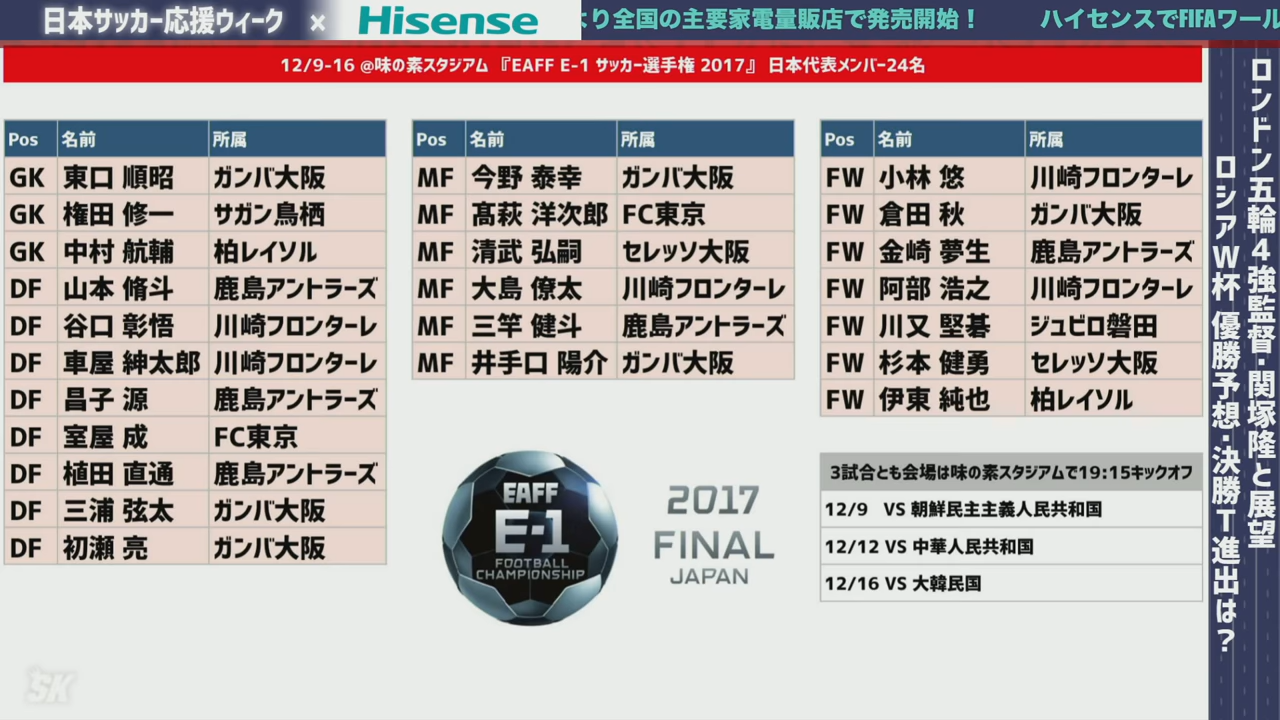 日本サッカー応援ウィーク × Hisense
より全国の主要家電量販店で発売開始！ ハイセンスでFIFAワール
12/9-16 @味の素スタジアム 『EAFF E-1 サッカー選手権 2017』 日本代表メンバー24名
Pos 名前 所属
GK 東口 順昭 ガンバ大阪
GK 権田 修一 サガン鳥栖
GK 中村 航輔 柏レイソル
DF 山本 脩斗 鹿島アントラーズ
DF 谷口 彰悟 川崎フロンターレ
DF 車屋 紳太郎 川崎フロンターレ
DF 昌子 源 鹿島アントラーズ
DF 室屋 成 FC東京
DF 植田 直通 鹿島アントラーズ
DF 三浦 弦太 ガンバ大阪
DF 初瀬 亮 ガンバ大阪
Pos 名前 所属
MF 今野 泰幸 ガンバ大阪
MF 髙萩 洋次郎 FC東京
MF 清武 弘嗣 セレッソ大阪
MF 大島 僚太 川崎フロンターレ
MF 三竿 健斗 鹿島アントラーズ
MF 井手口 陽介 ガンバ大阪
Pos 名前 所属
FW 小林 悠 川崎フロンターレ
FW 倉田 秋 ガンバ大阪
FW 金崎 夢生 鹿島アントラーズ
FW 阿部 浩之 川崎フロンターレ
FW 川又 堅碁 ジュビロ磐田
FW 杉本 健勇 セレッソ大阪
FW 伊東 純也 柏レイソル
EAFF
E-1
FOOTBALL
CHAMPIONSHIP
2017
FINAL
JAPAN
3試合とも会場は味の素スタジアムで19:15キックオフ
12/9 VS 朝鮮民主主義人民共和国
12/12 VS 中華人民共和国
12/16 VS 大韓民国
ロンドン五輪4強監督・関塚隆と展望
ロシアW杯 優勝予想・決勝T進出は？
SK